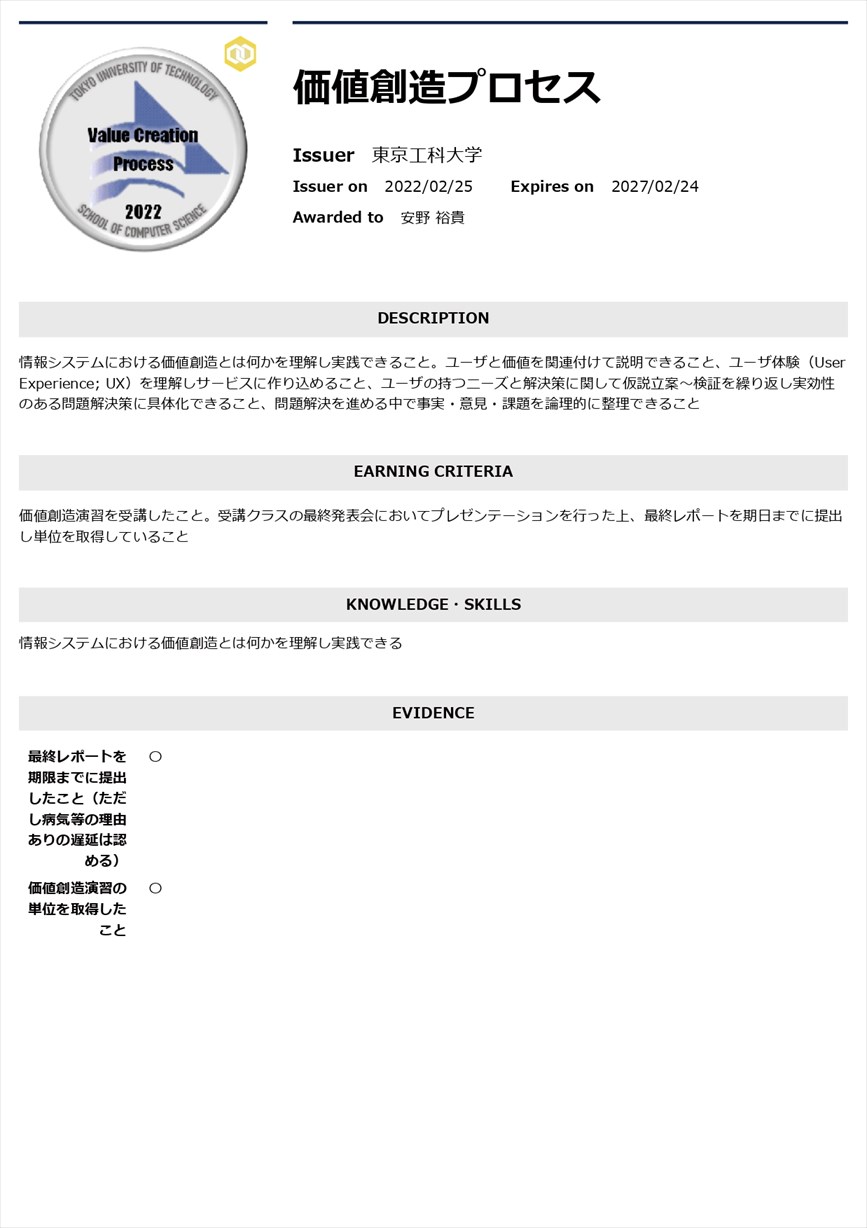 TOKYO UNIVERSITY OF TECHNOLOGY
Value Creation
Process
2022
SCHOOL OF COMPUTER SCIENCE
価値創造プロセス
Issuer 東京工科大学
Issuer on 2022/02/25 Expires on 2027/02/24
Awarded to 安野 裕貴
DESCRIPTION
情報システムにおける価値創造とは何かを理解し実践できること。ユーザと価値を関連付けて説明できること、ユーザ体験（User
Experience; UX）を理解しサービスに作り込めること、ユーザの持つニーズと解決策に関して仮説立案～検証を繰り返し実効性
のある問題解決策に具体化できること、問題解決を進める中で事実・意見・課題を論理的に整理できること
EARNING CRITERIA
価値創造演習を受講したこと。受講クラスの最終発表会においてプレゼンテーションを行った上、最終レポートを期日までに提出
し単位を取得していること
KNOWLEDGE・SKILLS
情報システムにおける価値創造とは何かを理解し実践できる
EVIDENCE
最終レポートを 〇
期限までに提出
したこと（ただ
し病気等の理由
ありの遅延は認
める）
価値創造演習の 〇
単位を取得した
こと